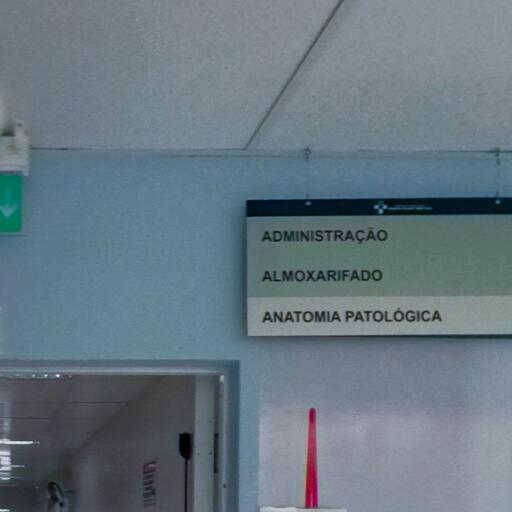 ADMINISTRAÇÃO
ALMOXARIFADO
ANATOMIA PATOLÓGICA